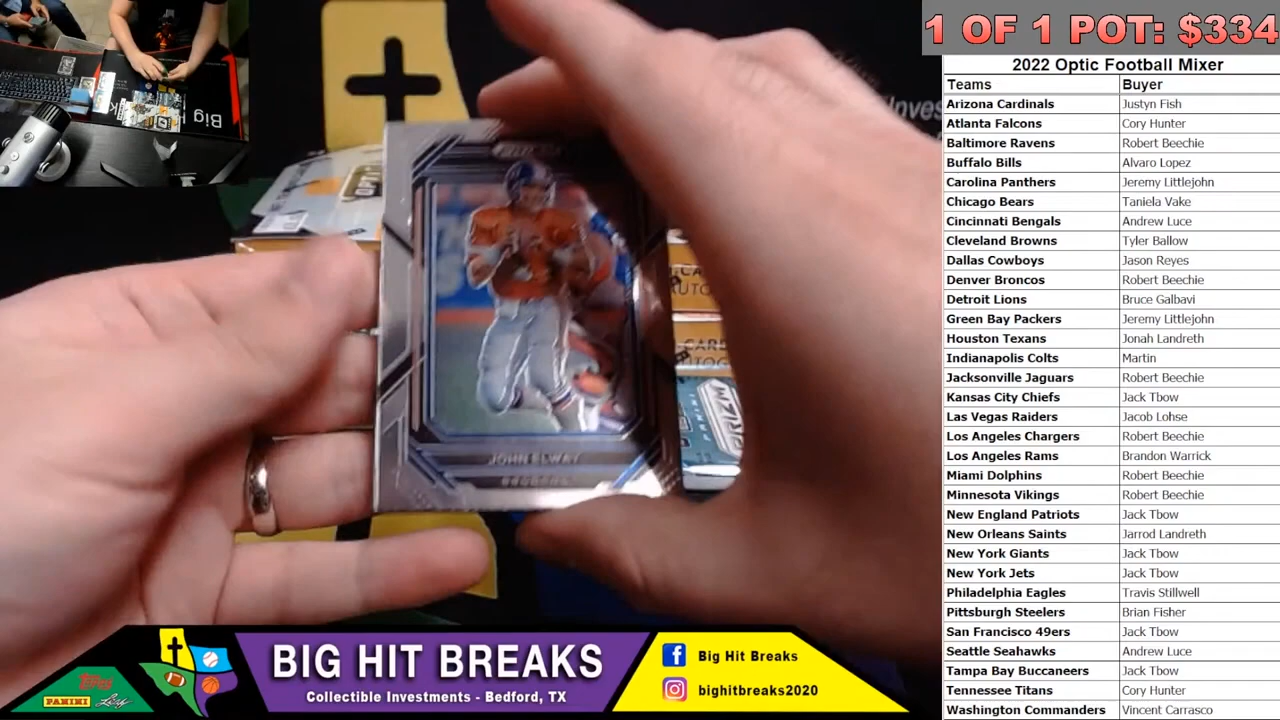 1 OF 1 POT: $334
2022 Optic Football Mixer
Teams Buyer
Arizona Cardinals Justyn Fish
Atlanta Falcons Cory Hunter
Baltimore Ravens Robert Beechie
Buffalo Bills Alvaro Lopez
Carolina Panthers Jeremy Littlejohn
Chicago Bears Taniela Vake
Cincinnati Bengals Andrew Luce
Cleveland Browns Tyler Ballow
Dallas Cowboys Jason Reyes
Denver Broncos Robert Beechie
Detroit Lions Bruce Galbavi
Green Bay Packers Jeremy Littlejohn
Houston Texans Jonah Landreth
Indianapolis Colts Martin
Jacksonville Jaguars Robert Beechie
Kansas City Chiefs Jack Tbow
Las Vegas Raiders Jacob Lohse
Los Angeles Chargers Robert Beechie
Los Angeles Rams Brandon Warrick
Miami Dolphins Robert Beechie
Minnesota Vikings Robert Beechie
New England Patriots Jack Tbow
New Orleans Saints Jarrod Landreth
New York Giants Jack Tbow
New York Jets Jack Tbow
Philadelphia Eagles Travis Stillwell
Pittsburgh Steelers Brian Fisher
San Francisco 49ers Jack Tbow
Seattle Seahawks Andrew Luce
Tampa Bay Buccaneers Jack Tbow
Tennessee Titans Cory Hunter
Washington Commanders Vincent Carrasco
Big
JOHN ELWAY
BRONCOS
PANINI
PRIZM
BIG HIT BREAKS
Collectible Investments - Bedford, TX
Big Hit Breaks
bighitbreaks2020
Topps
PANINI
Leaf